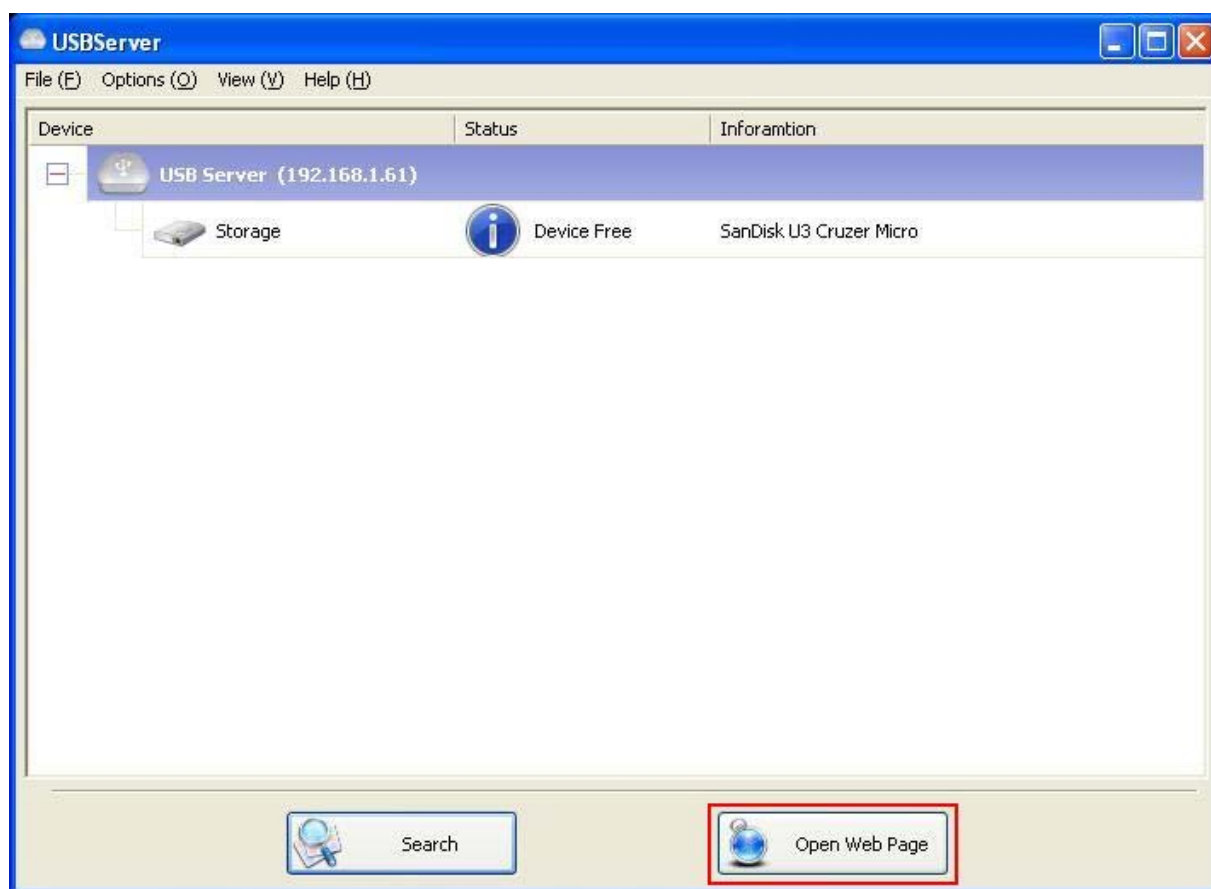 USBServer
File (F) Options (O) View (V) Help (H)
Device Status Inforamtion
USB Server (192.168.1.61)
Storage Device Free SanDisk U3 Cruzer Micro
Search Open Web Page